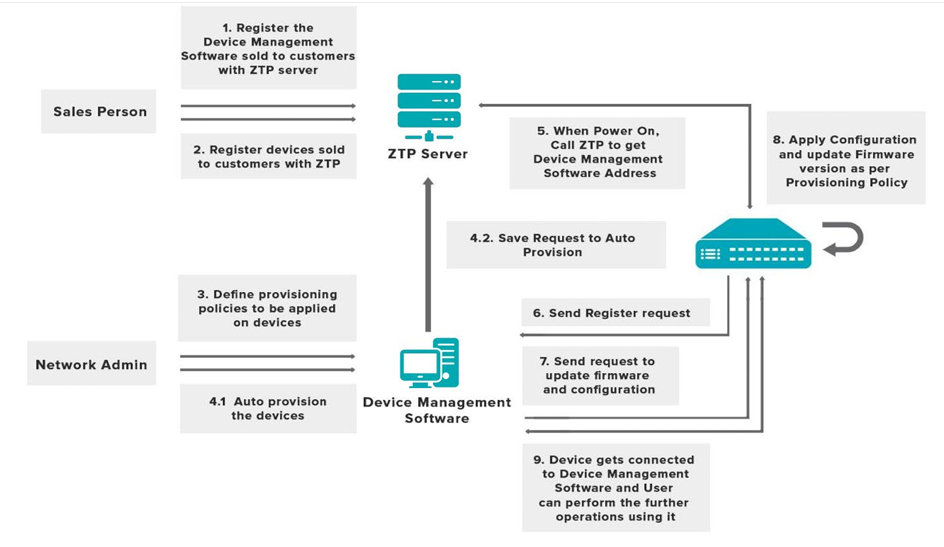 1. Register the
Device Management
Software sold to customers
with ZTP server
Sales Person
2. Register devices sold
to customers with ZTP
ZTP Server
5. When Power On,
Call ZTP to get
Device Management
Software Address
8. Apply Configuration
and update Firmware
version as per
Provisioning Policy
4.2. Save Request to Auto
Provision
3. Define provisioning
policies to be applied
on devices
Network Admin
4.1 Auto provision
the devices
Device Management
Software
6. Send Register request
7. Send request to
update firmware
and configuration
9. Device gets connected
to Device Management
Software and User
can perform the further
operations using it